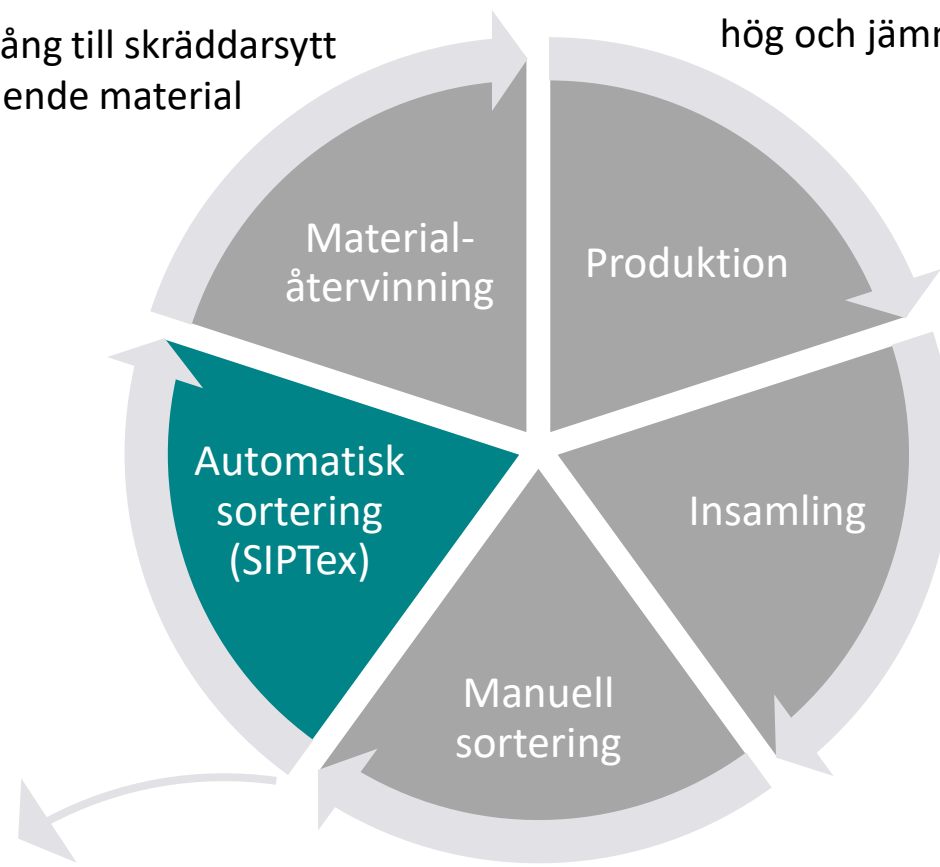 ång till skräddarsytt
ende material
hög och jämn
Material-
återvinning
Produktion
Automatisk
sortering
(SIPTex)
Insamling
Manuell
sortering